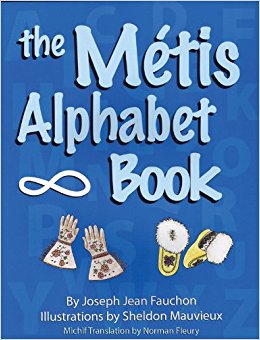 the Métis
Alphabet
Book
By Joseph Jean Fauchon
Illustrations by Sheldon Mauvieux
Michif Translation by Norman Fleury